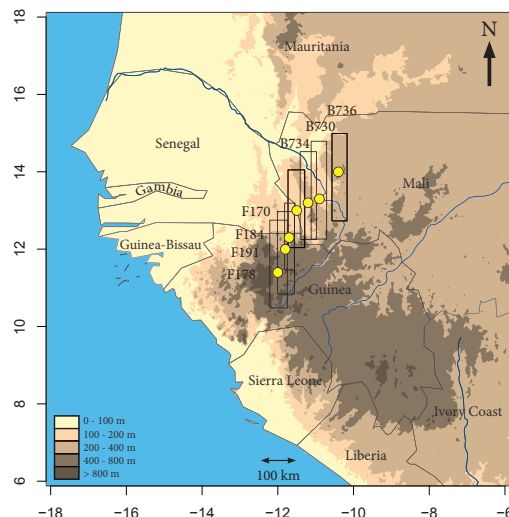 18
16
14
12
10
8
6
−18
−16
−14
−12
−10
−8
−6
N
Mauritania
B736
B730
B734
Senegal
Mali
Gambia
F170
F184
Guinea-Bissau
F191
F178
Guinea
Sierra Leone
Ivory Coast
Liberia
0 - 100 m
100 - 200 m
200 - 400 m
400 - 800 m
> 800 m
100 km